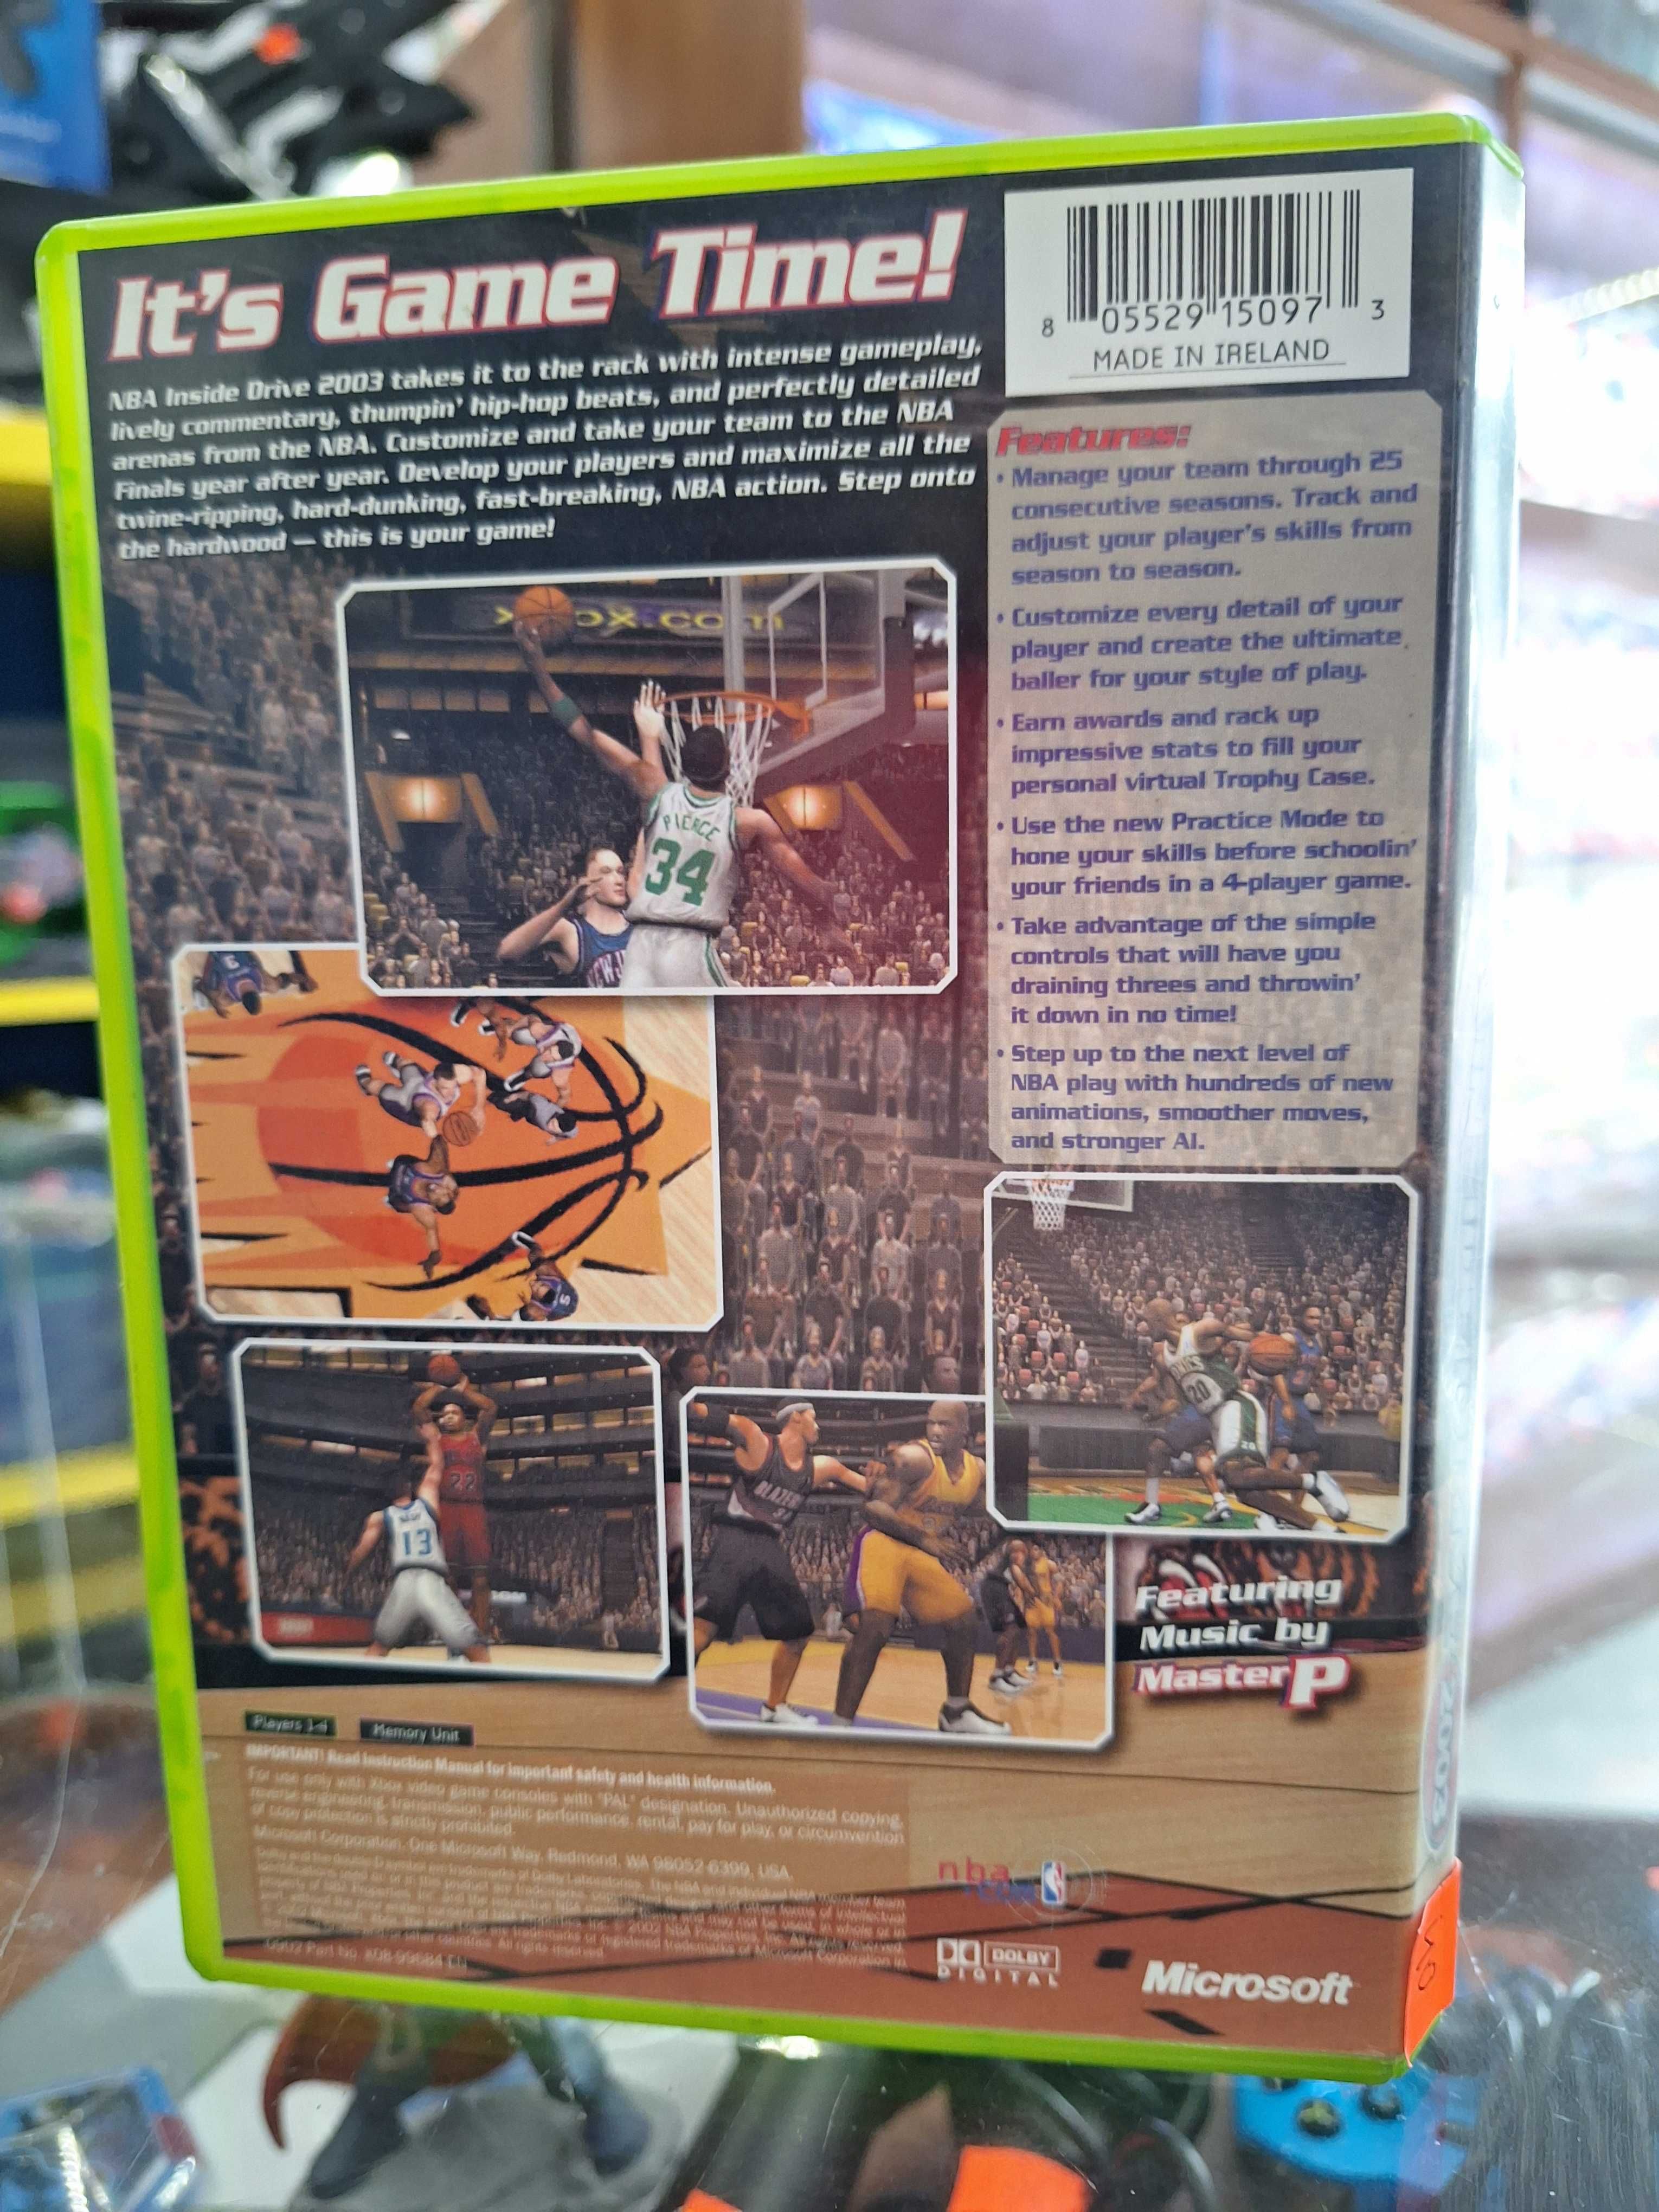 It's Game Time!
NBA Inside Drive 2003 takes it to the rack with intense gameplay,
lively commentary, thumpin' hip-hop beats, and perfectly detailed
arenas from the NBA. Customize and take your team to the NBA
Finals year after year. Develop your players and maximize all the
twine-ripping, hard-dunking, fast-breaking, NBA action. Step onto
the hardwood — this is your game!
8 05529 15097 3
MADE IN IRELAND
Features:
• Manage your team through 25
consecutive seasons. Track and
adjust your player's skills from
season to season.
• Customize every detail of your
player and create the ultimate
baller for your style of play.
• Earn awards and rack up
impressive stats to fill your
personal virtual Trophy Case.
• Use the new Practice Mode to
hone your skills before schoolin'
your friends in a 4-player game.
• Take advantage of the simple
controls that will have you
draining threes and throwin'
it down in no time!
• Step up to the next level of
NBA play with hundreds of new
animations, smoother moves,
and stronger AI.
xbox.com
PIERCE
34
3
5
22
13
BLAZERS
20
20
Featuring
Music by
Master P
Players 1-4
Memory Unit
IMPORTANT! Read Instruction Manual for important safety and health information.
For use only with Xbox video game consoles with "PAL" designation. Unauthorized copying,
reverse engineering, transmission, public performance, rental, pay for play, or circumvention
of copy protection is strictly prohibited.
Microsoft Corporation, One Microsoft Way, Redmond, WA 98052-6399, USA.
nba
.com
DOLBY
DIGITAL
Microsoft
2003